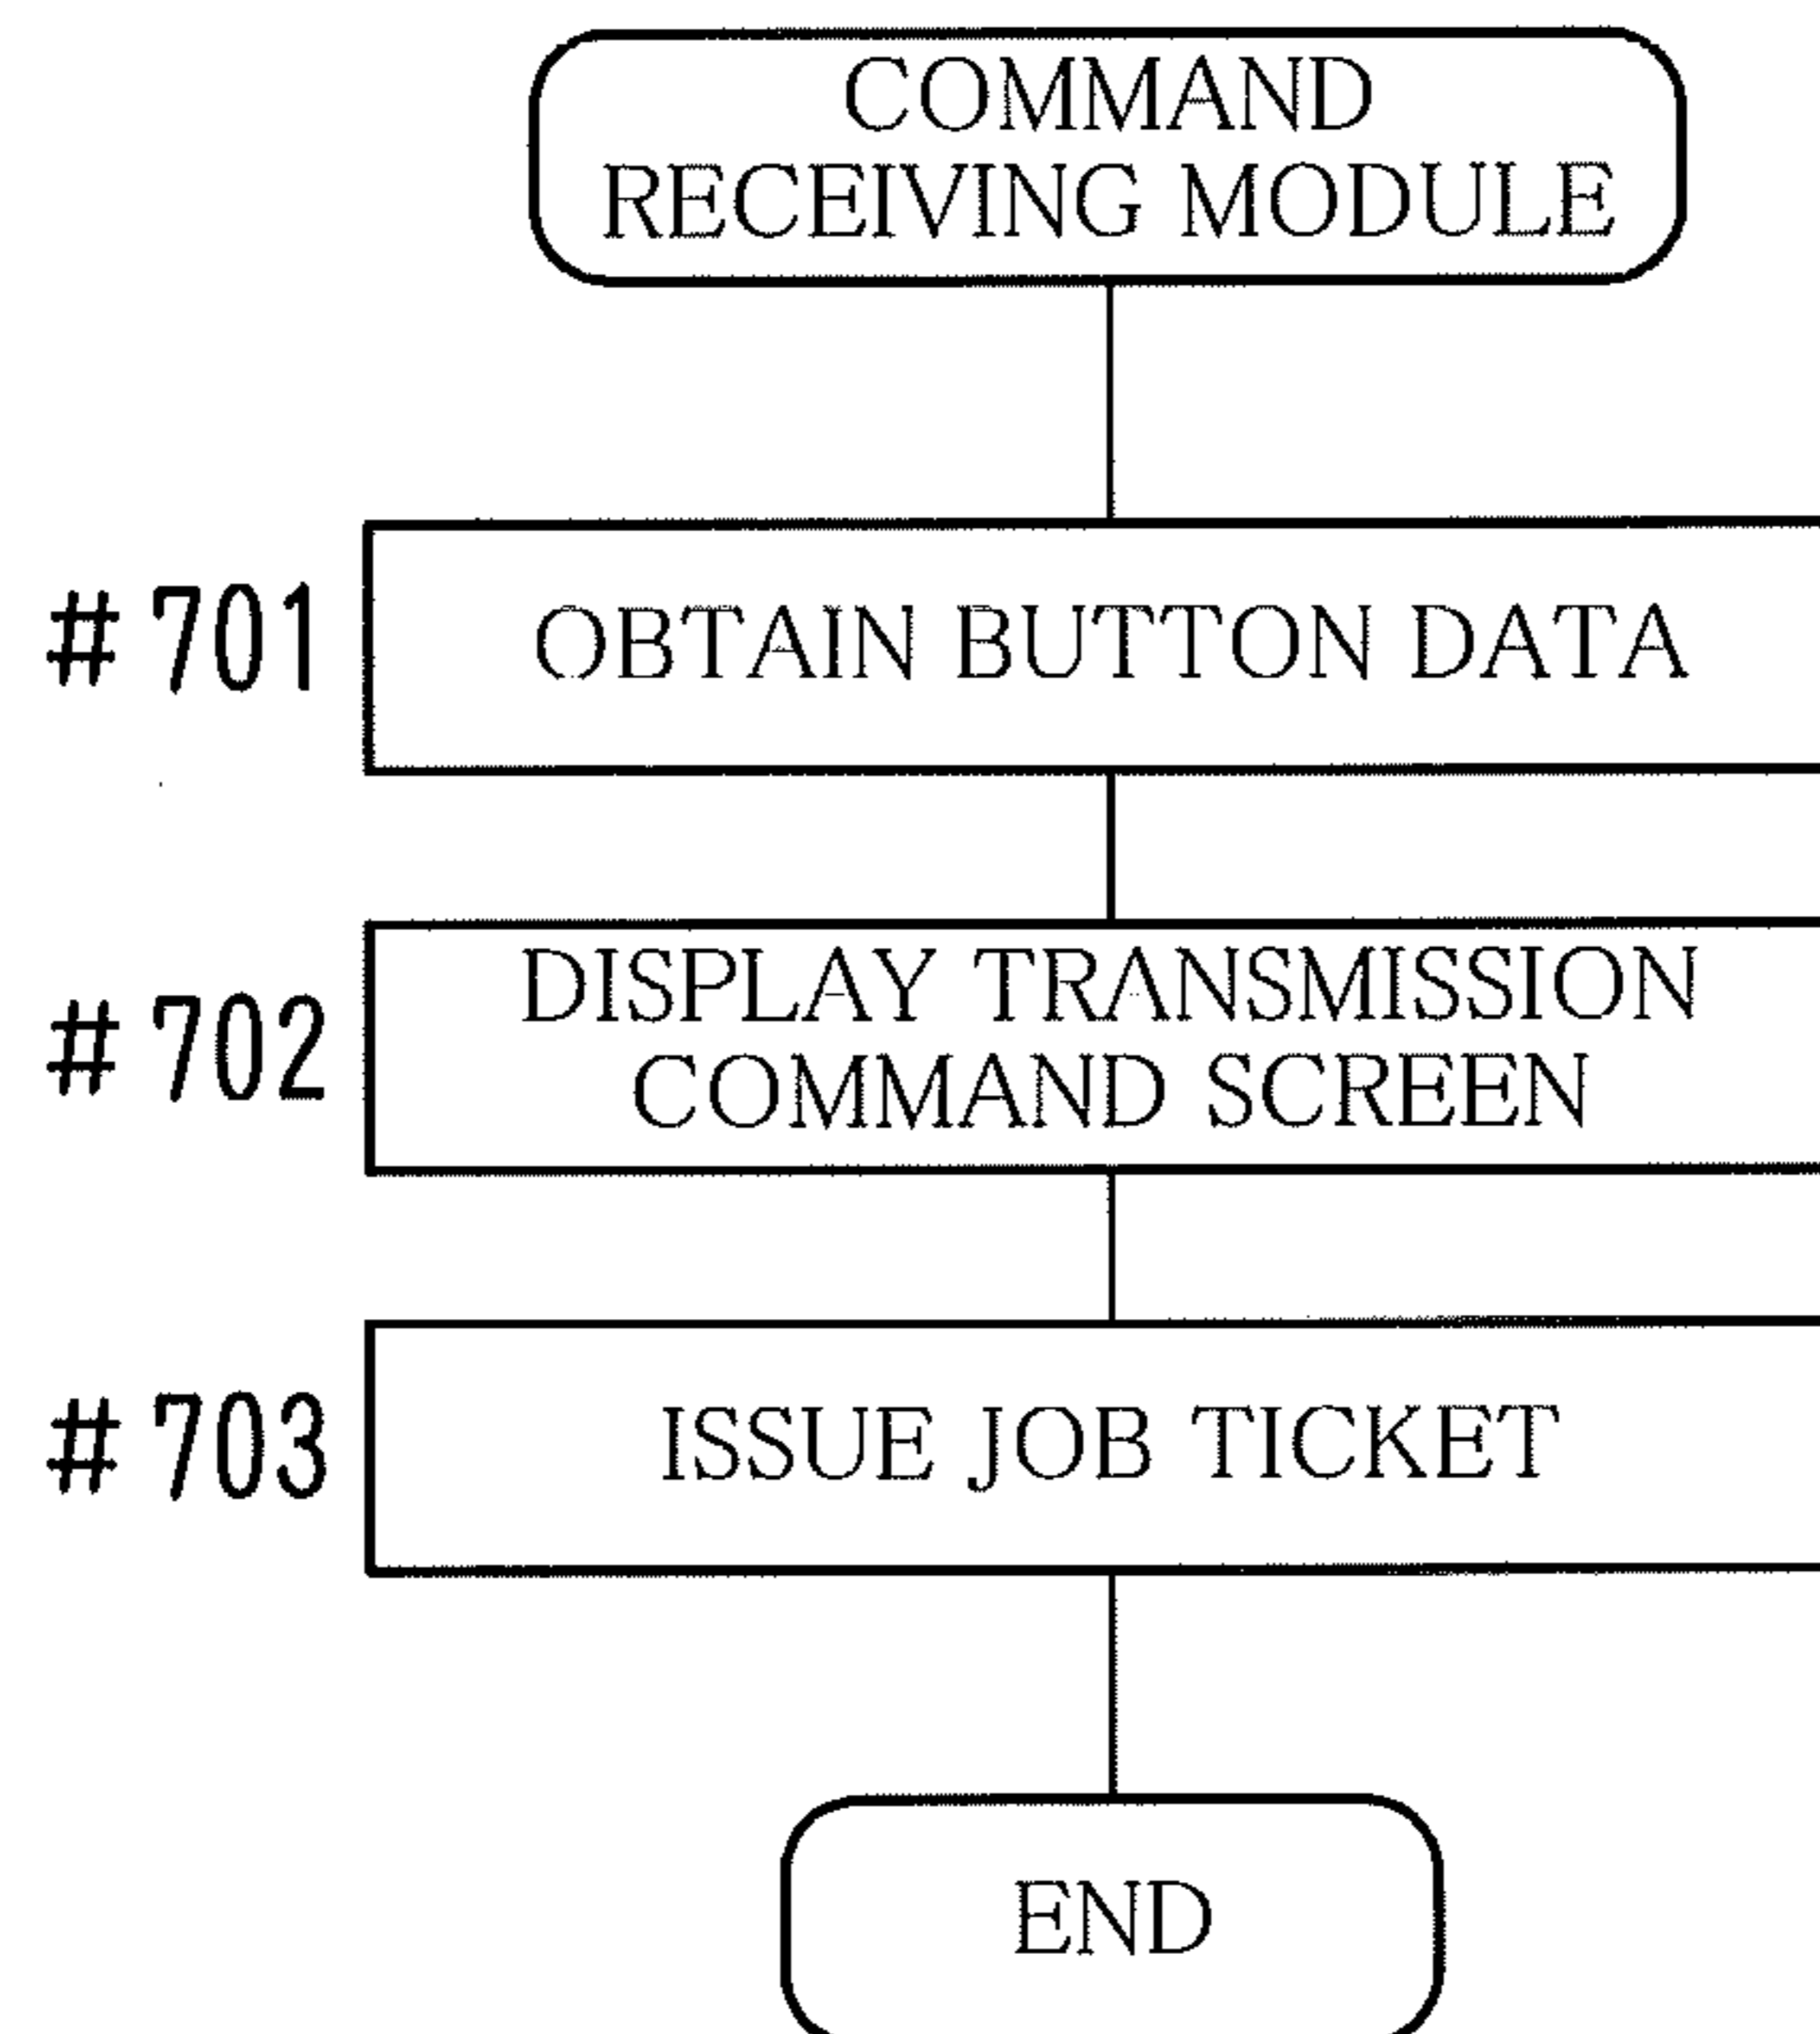 COMMAND
RECEIVING MODULE
#701 OBTAIN BUTTON DATA
DISPLAY TRANSMISSION
#702
COMMAND SCREEN
#703 ISSUE JOB TICKET
END